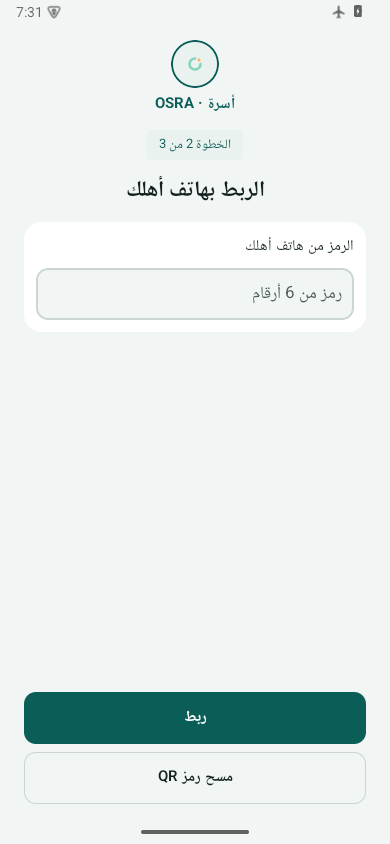 7:31
أسرة · OSRA
الخطوة 2 من 3
الربط بهاتف أهلك
الرمز من هاتف أهلك
رمز من 6 أرقام
ربط
مسح رمز QR